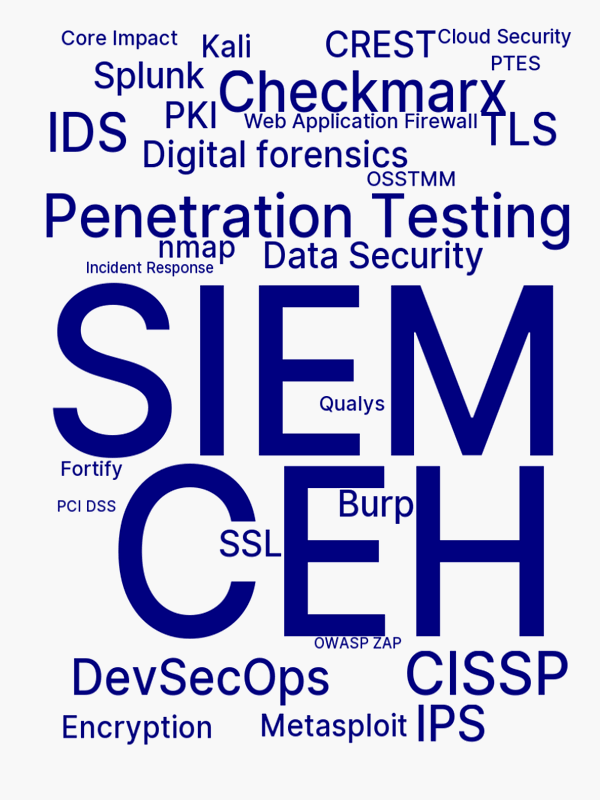 Core Impact
Kali
CREST
Cloud Security
PTES
Splunk
Checkmarx
PKI
Web Application Firewall
IDS
TLS
Digital forensics
OSSTMM
Penetration Testing
nmap
Data Security
Incident Response
SIEM
Qualys
Fortify
CEH
PCI DSS
Burp
SSL
OWASP ZAP
DevSecOps
CISSP
Encryption
Metasploit
IPS